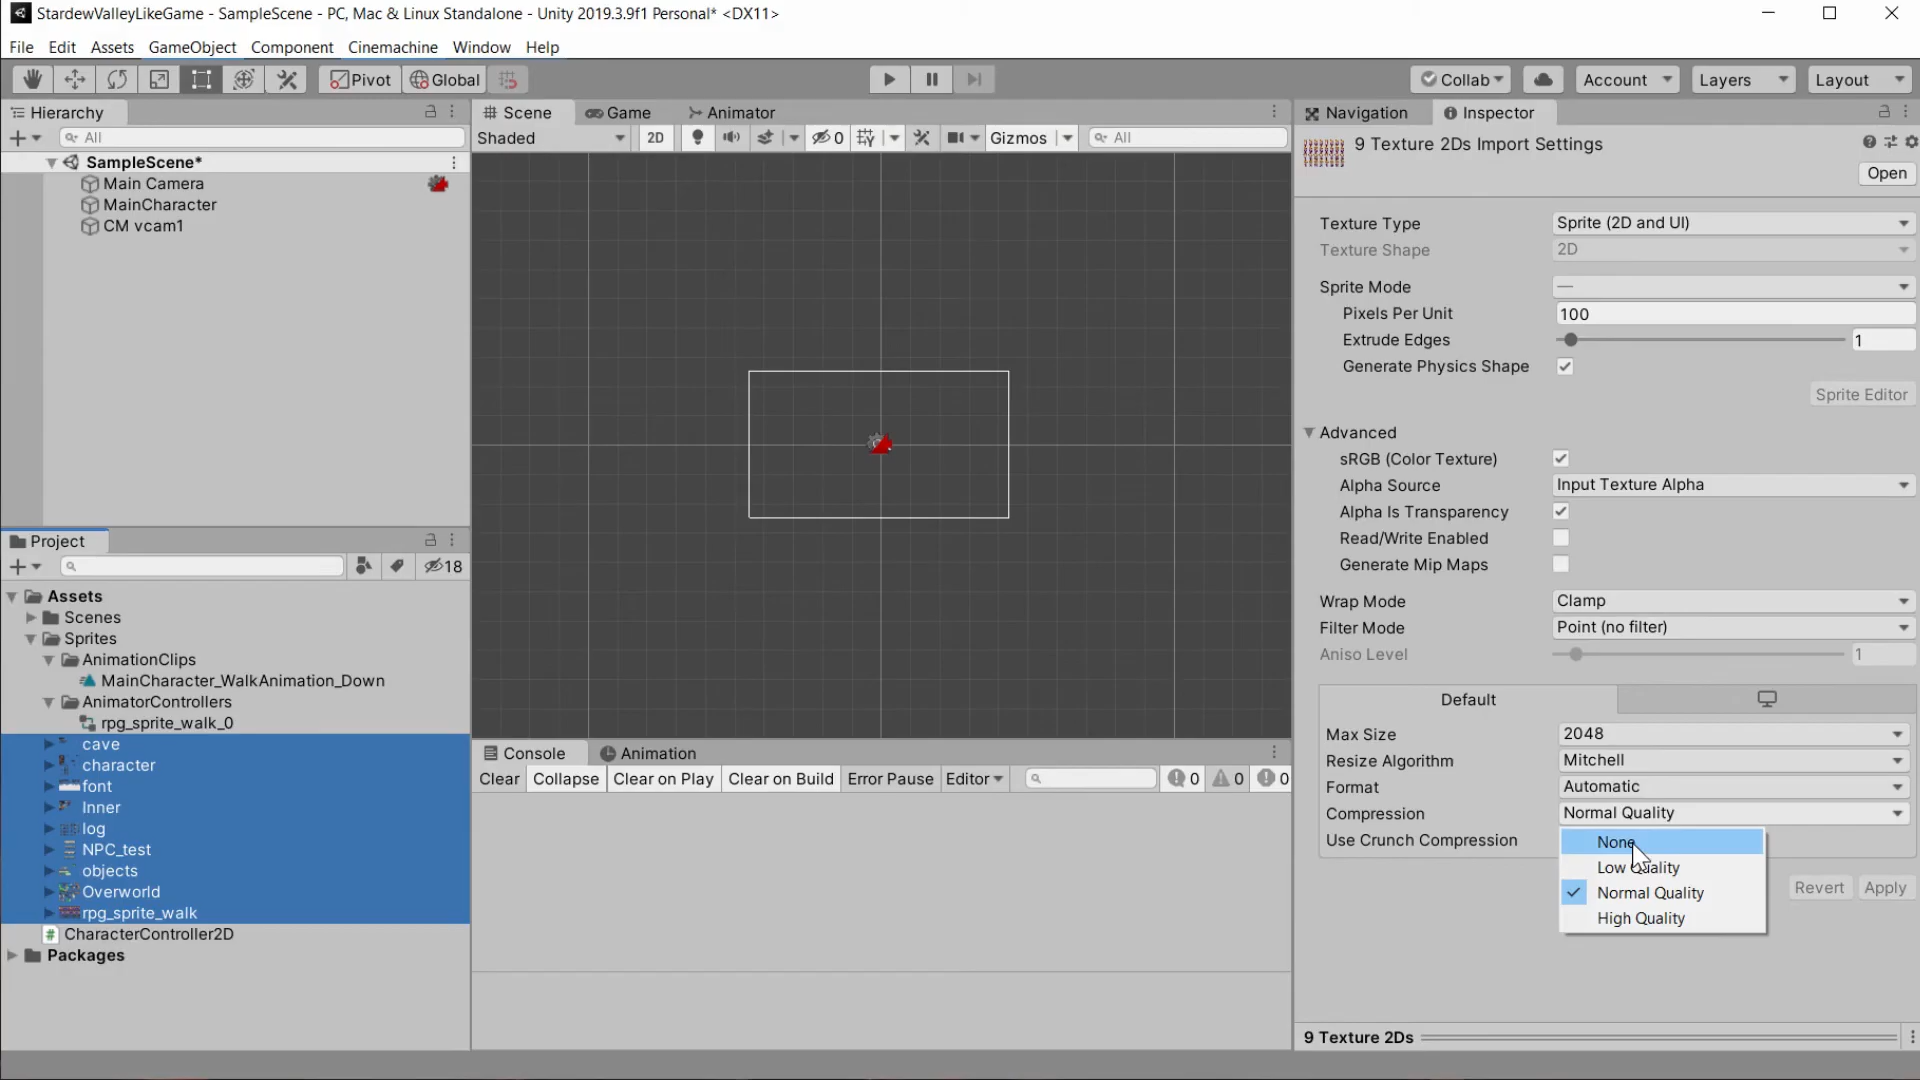 StardewValleyLikeGame - SampleScene - PC, Mac & Linux Standalone - Unity 2019.3.9f1 Personal* <DX11>
File Edit Assets GameObject Component Cinemachine Window Help
Pivot Global Collab Account Layers Layout
Hierarchy
All
SampleScene*
Main Camera
MainCharacter
CM vcam1
Scene Game Animator
Shaded 2D 0 Gizmos All
Project
18
Assets
Scenes
Sprites
AnimationClips
MainCharacter_WalkAnimation_Down
AnimatorControllers
rpg_sprite_walk_0
cave
character
font
Inner
log
NPC_test
objects
Overworld
rpg_sprite_walk
CharacterController2D
Packages
Console Animation
Clear Collapse Clear on Play Clear on Build Error Pause Editor 0 0 0
Navigation Inspector
9 Texture 2Ds Import Settings
Open
Texture Type Sprite (2D and UI)
Texture Shape 2D
Sprite Mode —
Pixels Per Unit 100
Extrude Edges 1
Generate Physics Shape
Sprite Editor
Advanced
sRGB (Color Texture)
Alpha Source Input Texture Alpha
Alpha Is Transparency
Read/Write Enabled
Generate Mip Maps
Wrap Mode Clamp
Filter Mode Point (no filter)
Aniso Level 1
Default
Max Size 2048
Resize Algorithm Mitchell
Format Automatic
Compression Normal Quality
Use Crunch Compression
None
Low Quality
Normal Quality
High Quality
Revert Apply
9 Texture 2Ds